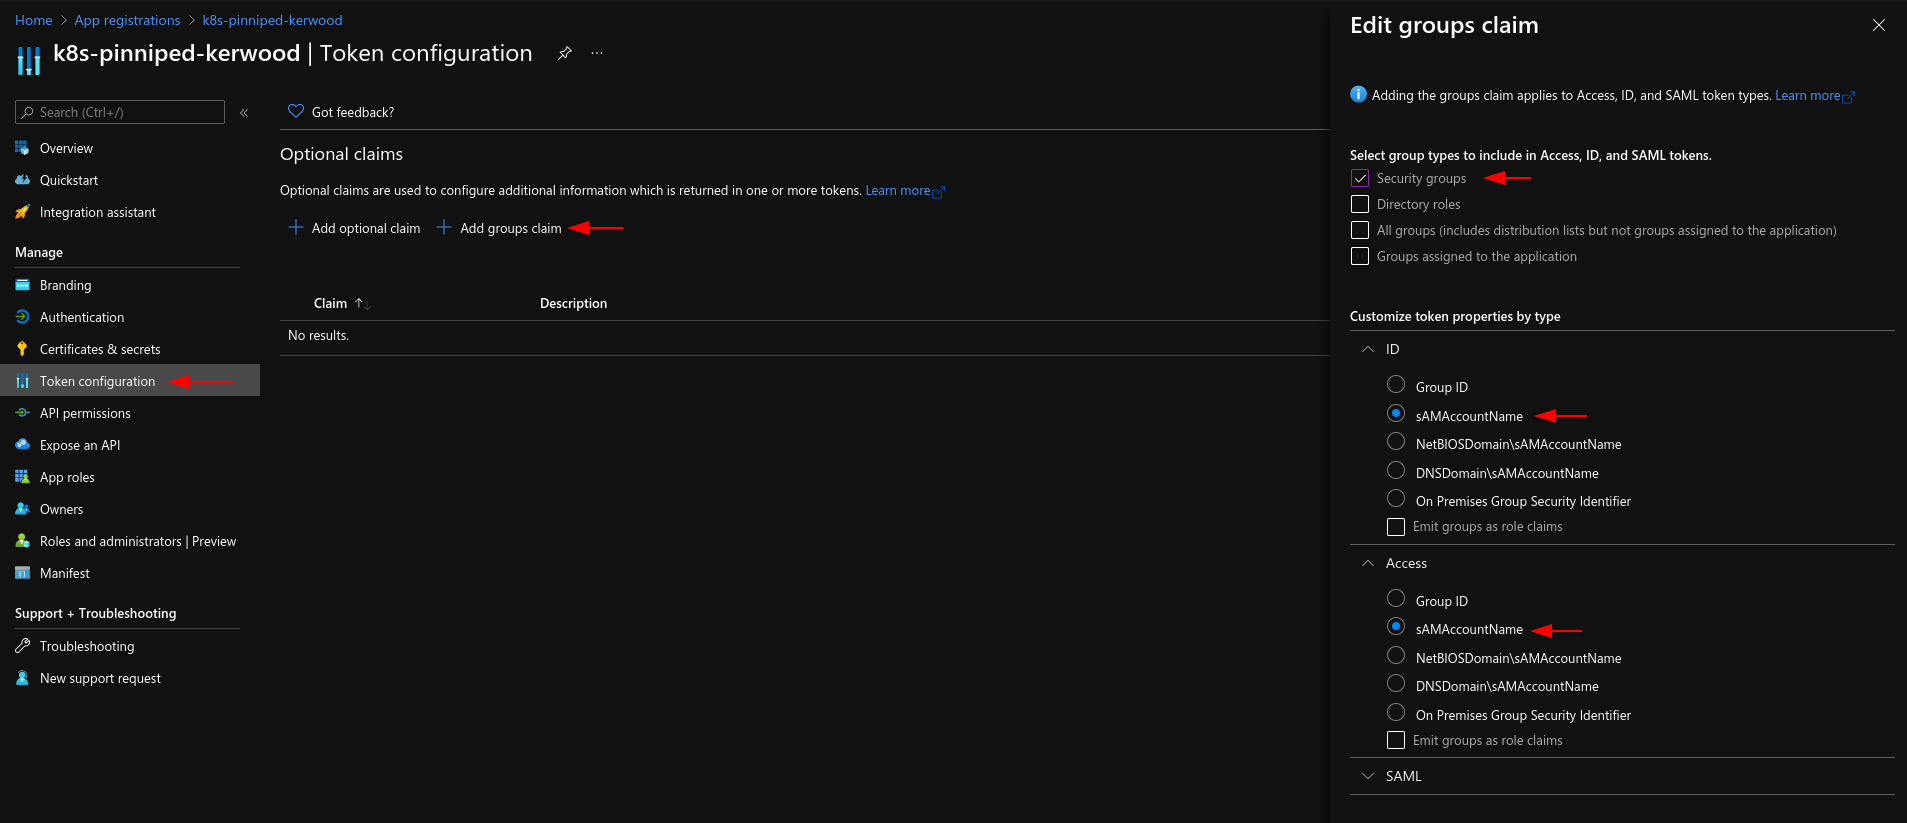 Home > App registrations > k8s-pinniped-kerwood
k8s-pinniped-kerwood | Token configuration ...
Search (Ctrl+/) «
Overview
Quickstart
Integration assistant
Manage
Branding
Authentication
Certificates & secrets
Token configuration
API permissions
Expose an API
App roles
Owners
Roles and administrators | Preview
Manifest
Support + Troubleshooting
Troubleshooting
New support request
Got feedback?
Optional claims
Optional claims are used to configure additional information which is returned in one or more tokens. Learn more
+ Add optional claim + Add groups claim
Claim ↑↓ Description
No results.
Edit groups claim
Adding the groups claim applies to Access, ID, and SAML token types. Learn more
Select group types to include in Access, ID, and SAML tokens.
Security groups
Directory roles
All groups (includes distribution lists but not groups assigned to the application)
Groups assigned to the application
Customize token properties by type
ID
Group ID
sAMAccountName
NetBIOSDomain\sAMAccountName
DNSDomain\sAMAccountName
On Premises Group Security Identifier
Emit groups as role claims
Access
Group ID
sAMAccountName
NetBIOSDomain\sAMAccountName
DNSDomain\sAMAccountName
On Premises Group Security Identifier
Emit groups as role claims
SAML